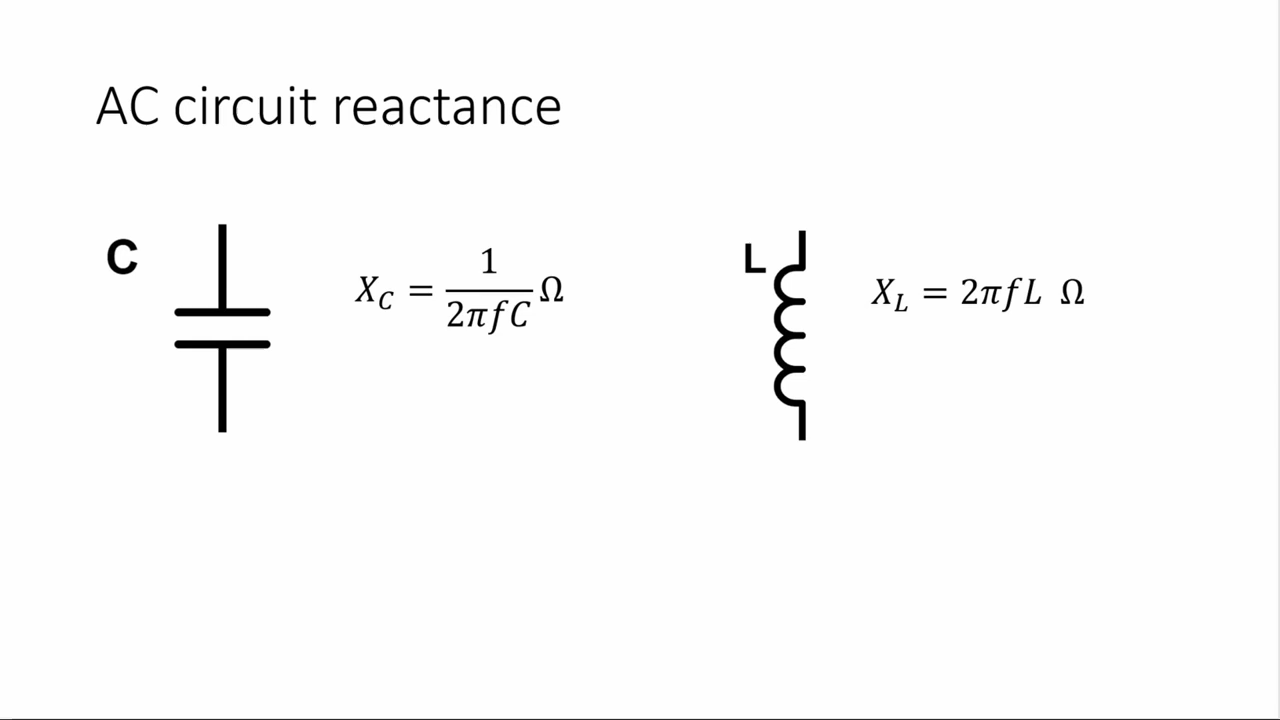 AC circuit reactance
C
X_C = 1/(2πfC) Ω
L
X_L = 2πfL Ω